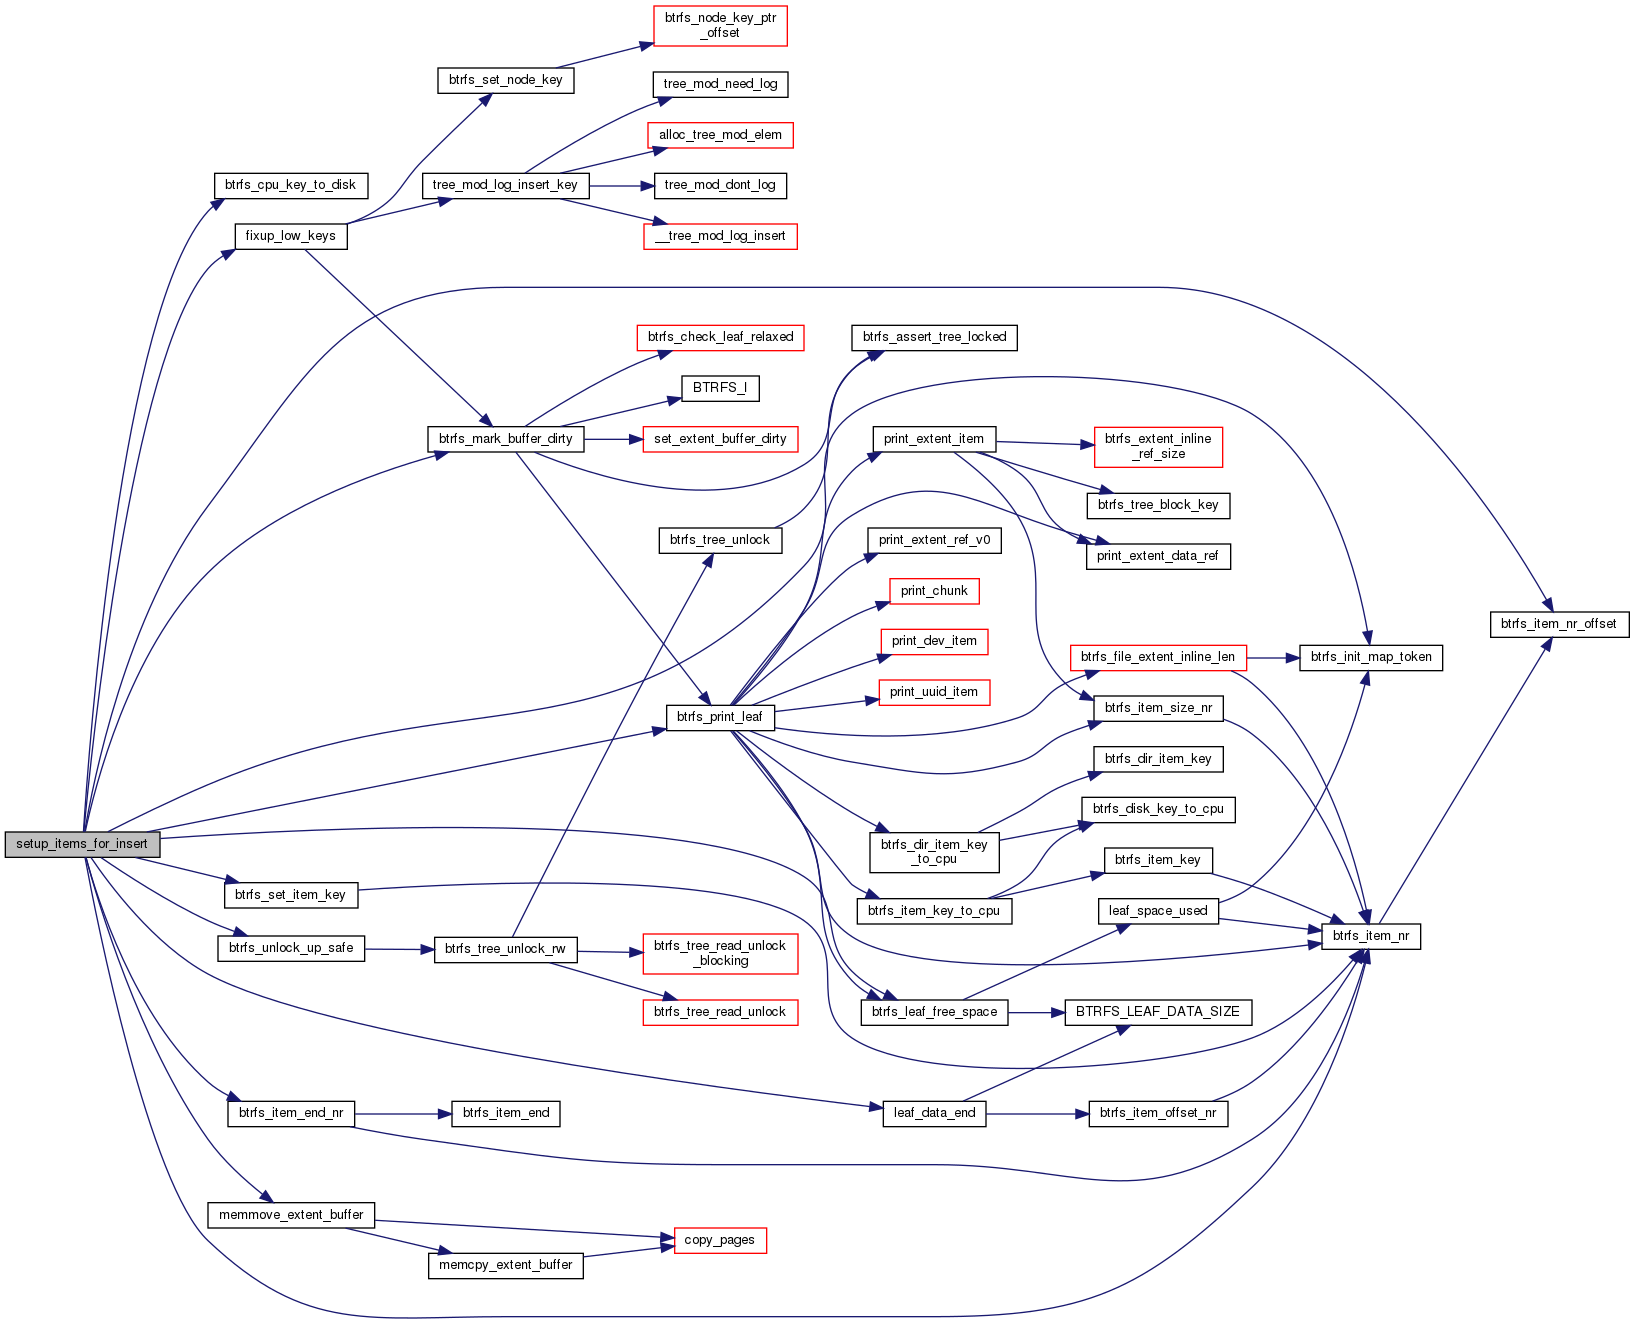 btrfs_node_key_ptr
_offset
btrfs_set_node_key
tree_mod_need_log
alloc_tree_mod_elem
btrfs_cpu_key_to_disk
tree_mod_log_insert_key
tree_mod_dont_log
fixup_low_keys
__tree_mod_log_insert
btrfs_check_leaf_relaxed
btrfs_assert_tree_locked
BTRFS_I
btrfs_mark_buffer_dirty
set_extent_buffer_dirty
print_extent_item
btrfs_extent_inline
_ref_size
btrfs_tree_block_key
btrfs_tree_unlock
print_extent_ref_v0
print_extent_data_ref
print_chunk
btrfs_item_nr_offset
print_dev_item
btrfs_file_extent_inline_len
btrfs_init_map_token
print_uuid_item
btrfs_print_leaf
btrfs_item_size_nr
btrfs_dir_item_key
btrfs_disk_key_to_cpu
setup_items_for_insert
btrfs_dir_item_key
_to_cpu
btrfs_item_key
btrfs_set_item_key
btrfs_item_key_to_cpu
leaf_space_used
btrfs_item_nr
btrfs_unlock_up_safe
btrfs_tree_unlock_rw
btrfs_tree_read_unlock
_blocking
btrfs_tree_read_unlock
btrfs_leaf_free_space
BTRFS_LEAF_DATA_SIZE
btrfs_item_end_nr
btrfs_item_end
leaf_data_end
btrfs_item_offset_nr
memmove_extent_buffer
copy_pages
memcpy_extent_buffer